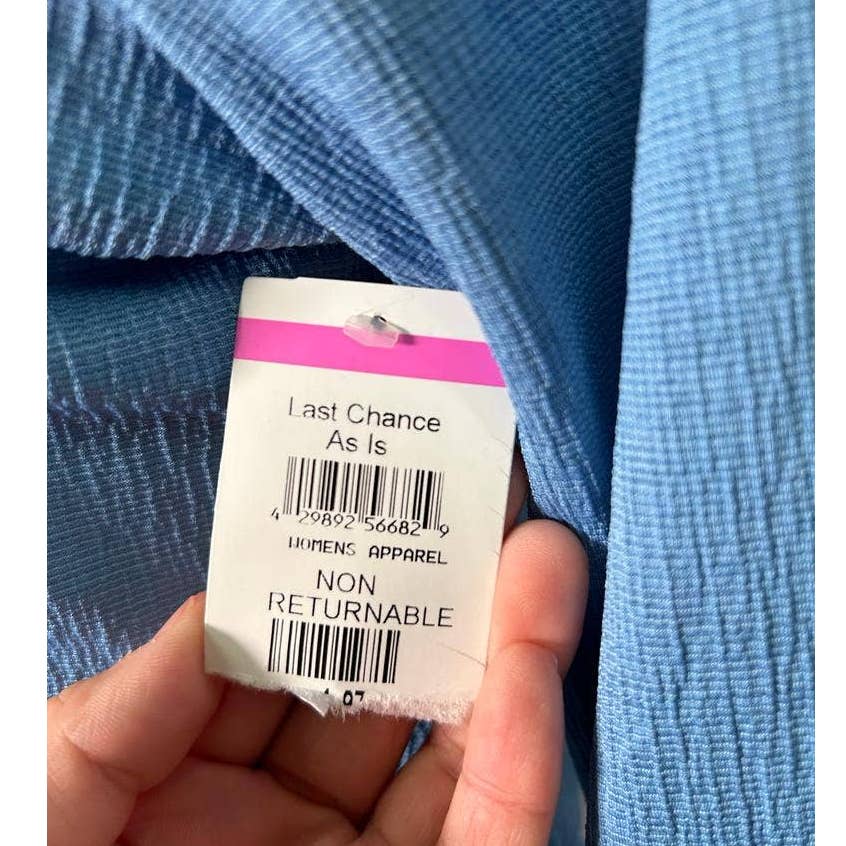 Last Chance
As Is
4 29892 56682 9
WOMENS APPAREL
NON
RETURNABLE